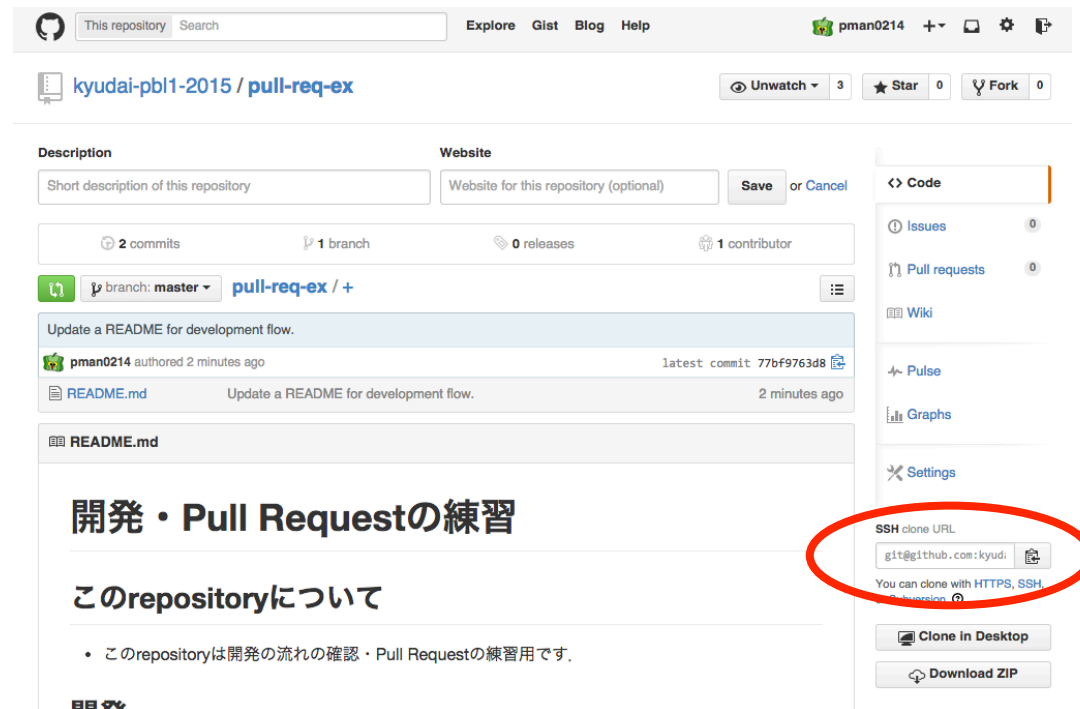 This repository Search Explore Gist Blog Help pman0214
kyudai-pbl1-2015 / pull-req-ex Unwatch 3 Star 0 Fork 0
Description Website
Short description of this repository Website for this repository (optional) Save or Cancel
2 commits 1 branch 0 releases 1 contributor
branch: master pull-req-ex / +
Update a README for development flow.
pman0214 authored 2 minutes ago latest commit 77bf9763d8
README.md Update a README for development flow. 2 minutes ago
README.md
開発・Pull Requestの練習
このrepositoryについて
• このrepositoryは開発の流れの確認・Pull Requestの練習用です.
<> Code
Issues 0
Pull requests 0
Wiki
Pulse
Graphs
Settings
SSH clone URL
git@github.com:kyuda
You can clone with HTTPS, SSH,
Subversion
Clone in Desktop
Download ZIP